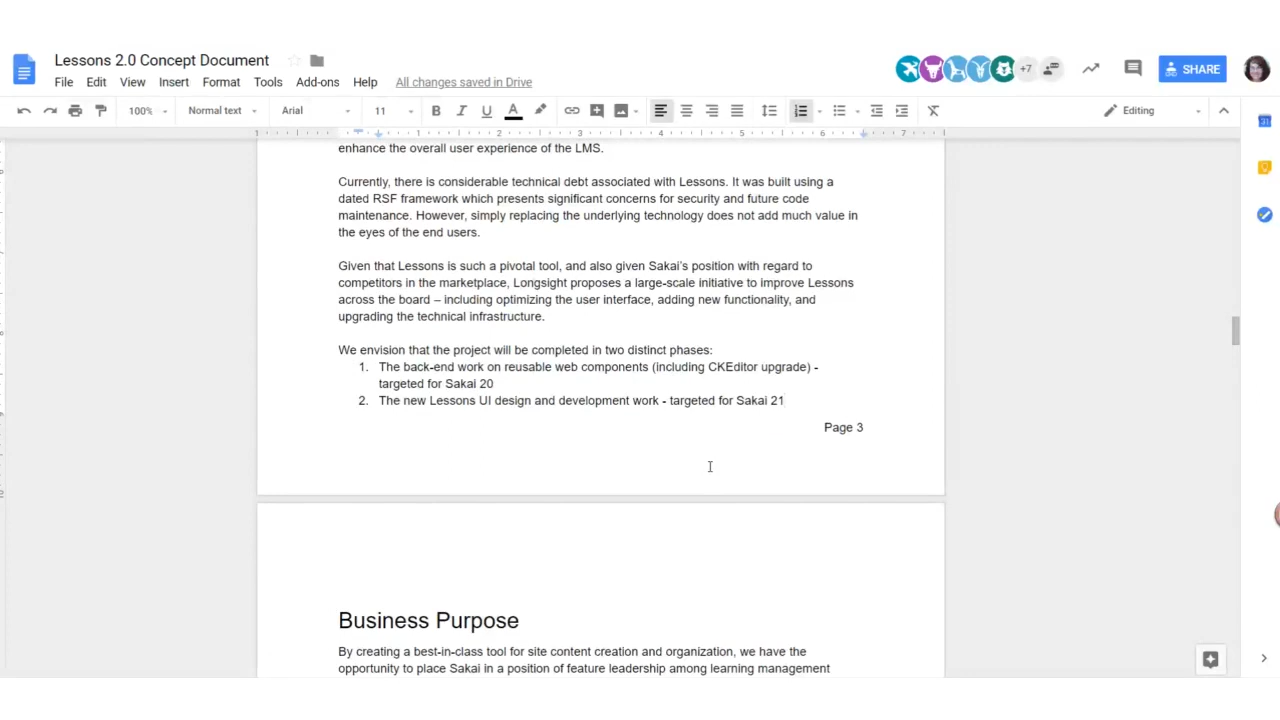 Lessons 2.0 Concept Document
File Edit View Insert Format Tools Add-ons Help All changes saved in Drive
+7
SHARE
100% Normal text Arial 11 B I U A Editing
1 1 2 3 4 5 6 7
31
enhance the overall user experience of the LMS.
Currently, there is considerable technical debt associated with Lessons. It was built using a
dated RSF framework which presents significant concerns for security and future code
maintenance. However, simply replacing the underlying technology does not add much value in
the eyes of the end users.
Given that Lessons is such a pivotal tool, and also given Sakai's position with regard to
competitors in the marketplace, Longsight proposes a large-scale initiative to improve Lessons
across the board – including optimizing the user interface, adding new functionality, and
upgrading the technical infrastructure.
We envision that the project will be completed in two distinct phases:
1. The back-end work on reusable web components (including CKEditor upgrade) -
targeted for Sakai 20
2. The new Lessons UI design and development work - targeted for Sakai 21
Page 3
Business Purpose
By creating a best-in-class tool for site content creation and organization, we have the
opportunity to place Sakai in a position of feature leadership among learning management